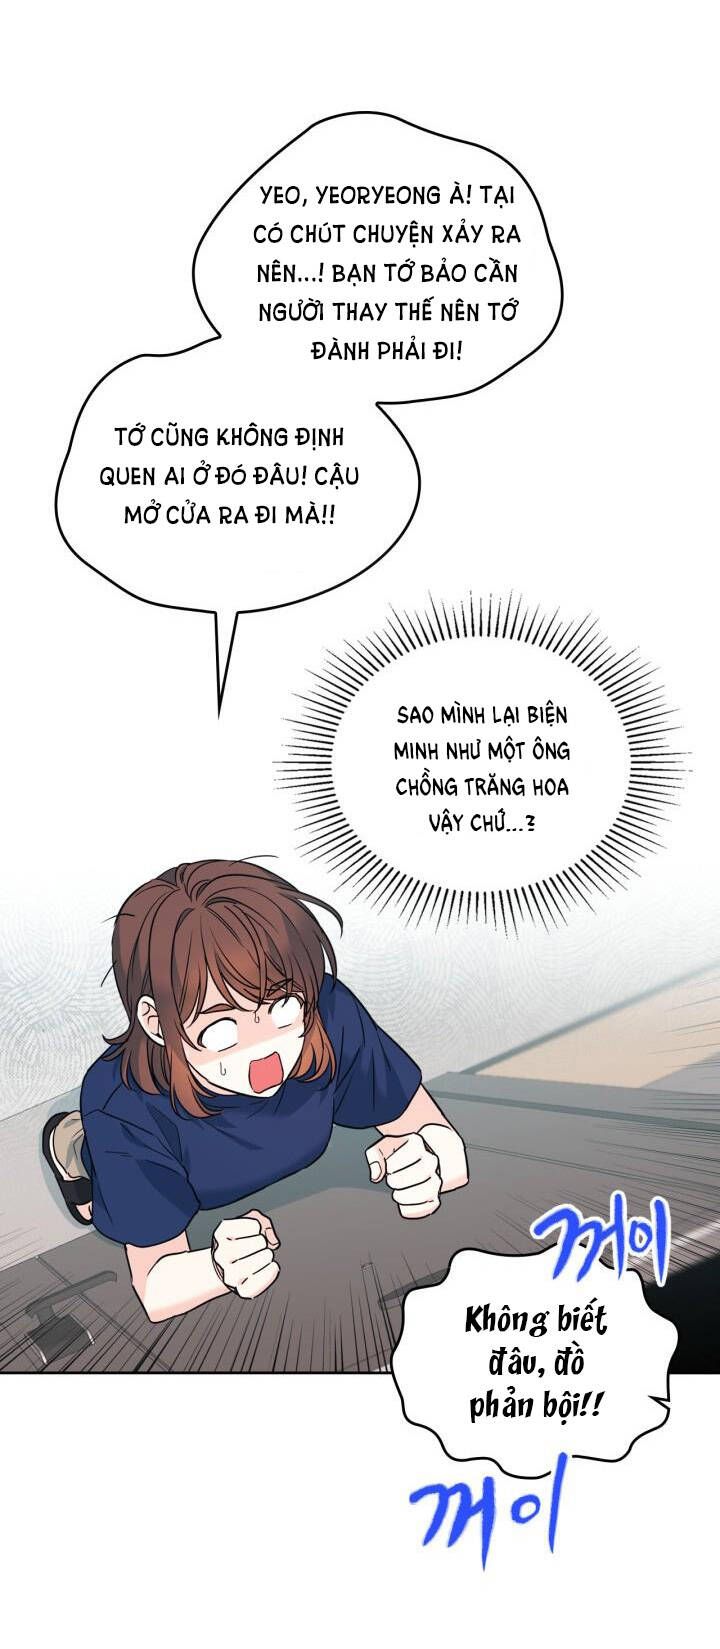 YEO, YEORYEONG À! TẠI
CÓ CHÚT CHUYỆN XẢY RA
NÊN...! BẠN TỚ BẢO CẦN
NGƯỜI THAY THẾ NÊN TỚ
ĐÀNH PHẢI ĐI!
TỚ CŨNG KHÔNG ĐỊNH
QUEN AI Ở ĐÓ ĐÂU! CẬU
MỞ CỬA RA ĐI MÀ!!
SAO MÌNH LẠI BIỆN
MINH NHƯ MỘT ÔNG
CHỒNG TRĂNG HOA
VẬY CHỨ...?
꺼이
Không biết
đâu, đồ
phản bội!!
꺼이